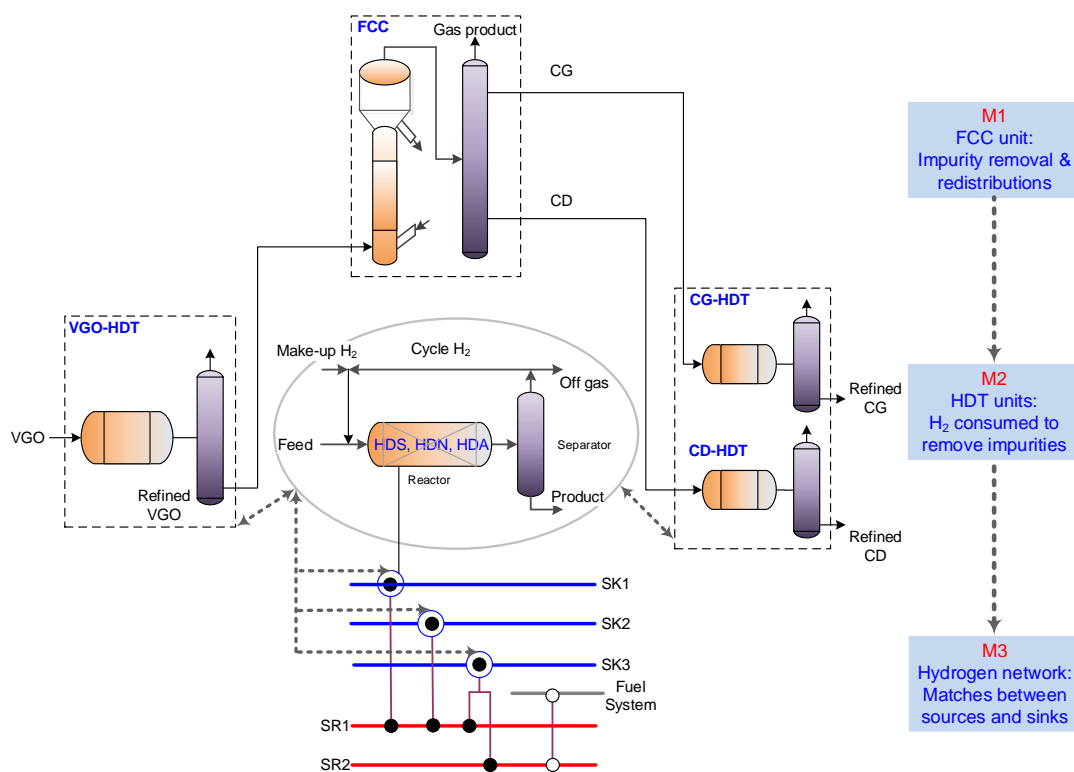 FCC
Gas product
CG
CD
M1
FCC unit:
Impurity removal &
redistributions
VGO-HDT
VGO
Refined
VGO
Make-up H2
Cycle H2
Off gas
Feed
HDS, HDN, HDA
Reactor
Separator
Product
CG-HDT
Refined
CG
CD-HDT
Refined
CD
M2
HDT units:
H2 consumed to
remove impurities
SK1
SK2
SK3
Fuel
System
SR1
SR2
M3
Hydrogen network:
Matches between
sources and sinks